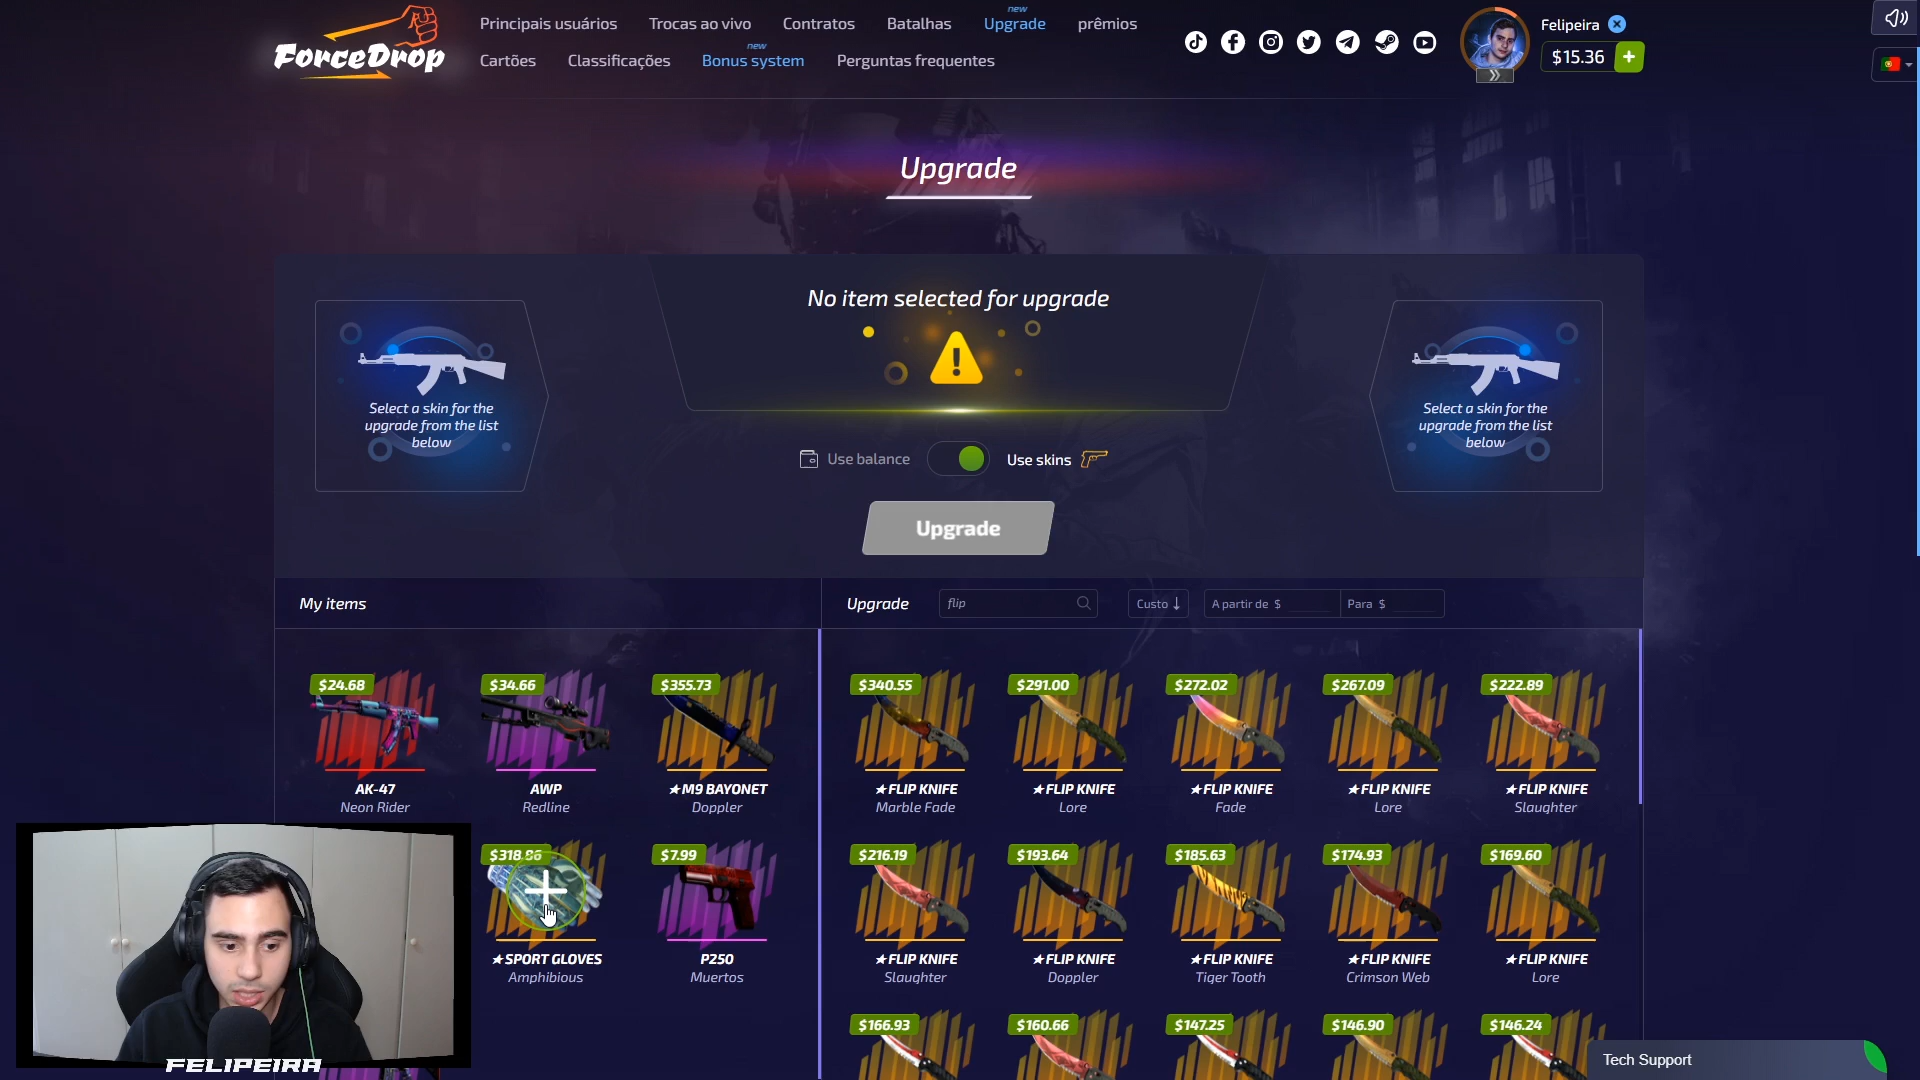 ForceDrop
Principais usuários
Trocas ao vivo
Contratos
Batalhas
new
Upgrade
prêmios
Cartões
Classificações
new
Bonus system
Perguntas frequentes
Felipeira
$15.36
Upgrade
No item selected for upgrade
Select a skin for the
upgrade from the list
below
Select a skin for the
upgrade from the list
below
Use balance
Use skins
Upgrade
My items
Upgrade
flip
Custo
A partir de $
Para $
$24.68
AK-47
Neon Rider
$34.66
AWP
Redline
$355.73
★ M9 BAYONET
Doppler
$318.86
★ SPORT GLOVES
Amphibious
$7.99
P250
Muertos
$340.55
★ FLIP KNIFE
Marble Fade
$291.00
★ FLIP KNIFE
Lore
$272.02
★ FLIP KNIFE
Fade
$267.09
★ FLIP KNIFE
Lore
$222.89
★ FLIP KNIFE
Slaughter
$216.19
★ FLIP KNIFE
Slaughter
$193.64
★ FLIP KNIFE
Doppler
$185.63
★ FLIP KNIFE
Tiger Tooth
$174.93
★ FLIP KNIFE
Crimson Web
$169.60
★ FLIP KNIFE
Lore
$166.93
$160.66
$147.25
$146.90
$146.24
FELIPEIRA
Tech Support